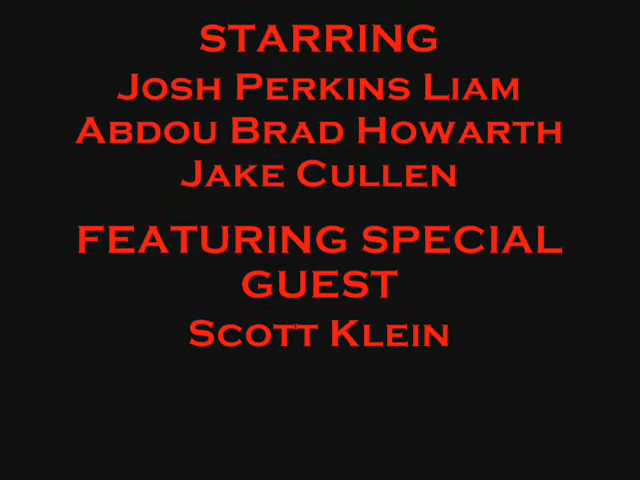 STARRING
Josh Perkins Liam
Abdou Brad Howarth
Jake Cullen
FEATURING SPECIAL
GUEST
Scott Klein